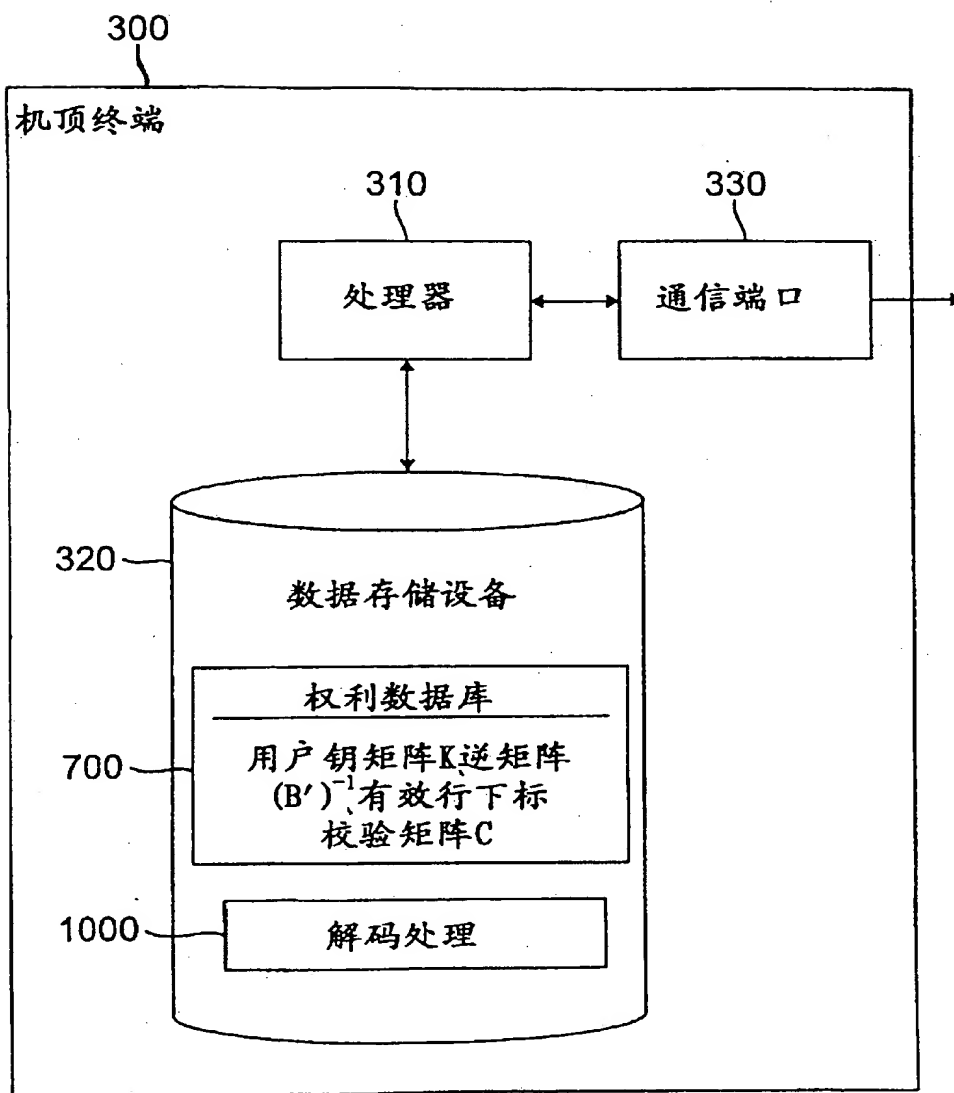 300
机顶终端
310
330
处理器
通信端口
320
数据存储设备
权利数据库
700
用户钥矩阵K、逆矩阵
(B′)⁻¹、有效行下标
校验矩阵C
1000
解码处理